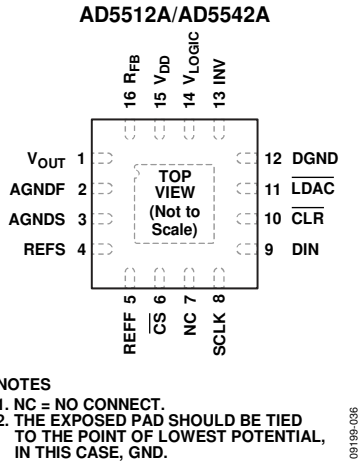 AD5512A/AD5542A
16 RFB
15 VDD
14 VLOGIC
13 INV
VOUT 1
AGNDF 2
AGNDS 3
REFS 4
TOP
VIEW
(Not to
Scale)
12 DGND
11 LDAC
10 CLR
9 DIN
REFF 5
CS 6
NC 7
SCLK 8
NOTES
1. NC = NO CONNECT.
2. THE EXPOSED PAD SHOULD BE TIED
TO THE POINT OF LOWEST POTENTIAL,
IN THIS CASE, GND.
09199-036